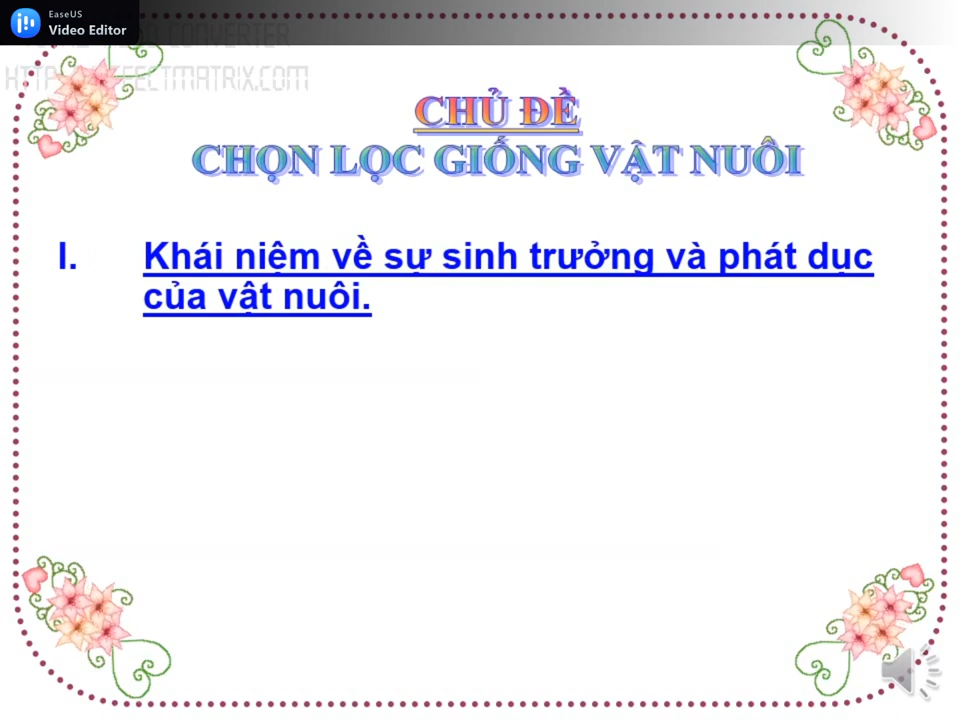 EaseUS
Video Editor
CONVERTER
CHỦ ĐỀ
CHỌN LỌC GIỐNG VẬT NUÔI
I. Khái niệm về sự sinh trưởng và phát dục
của vật nuôi.